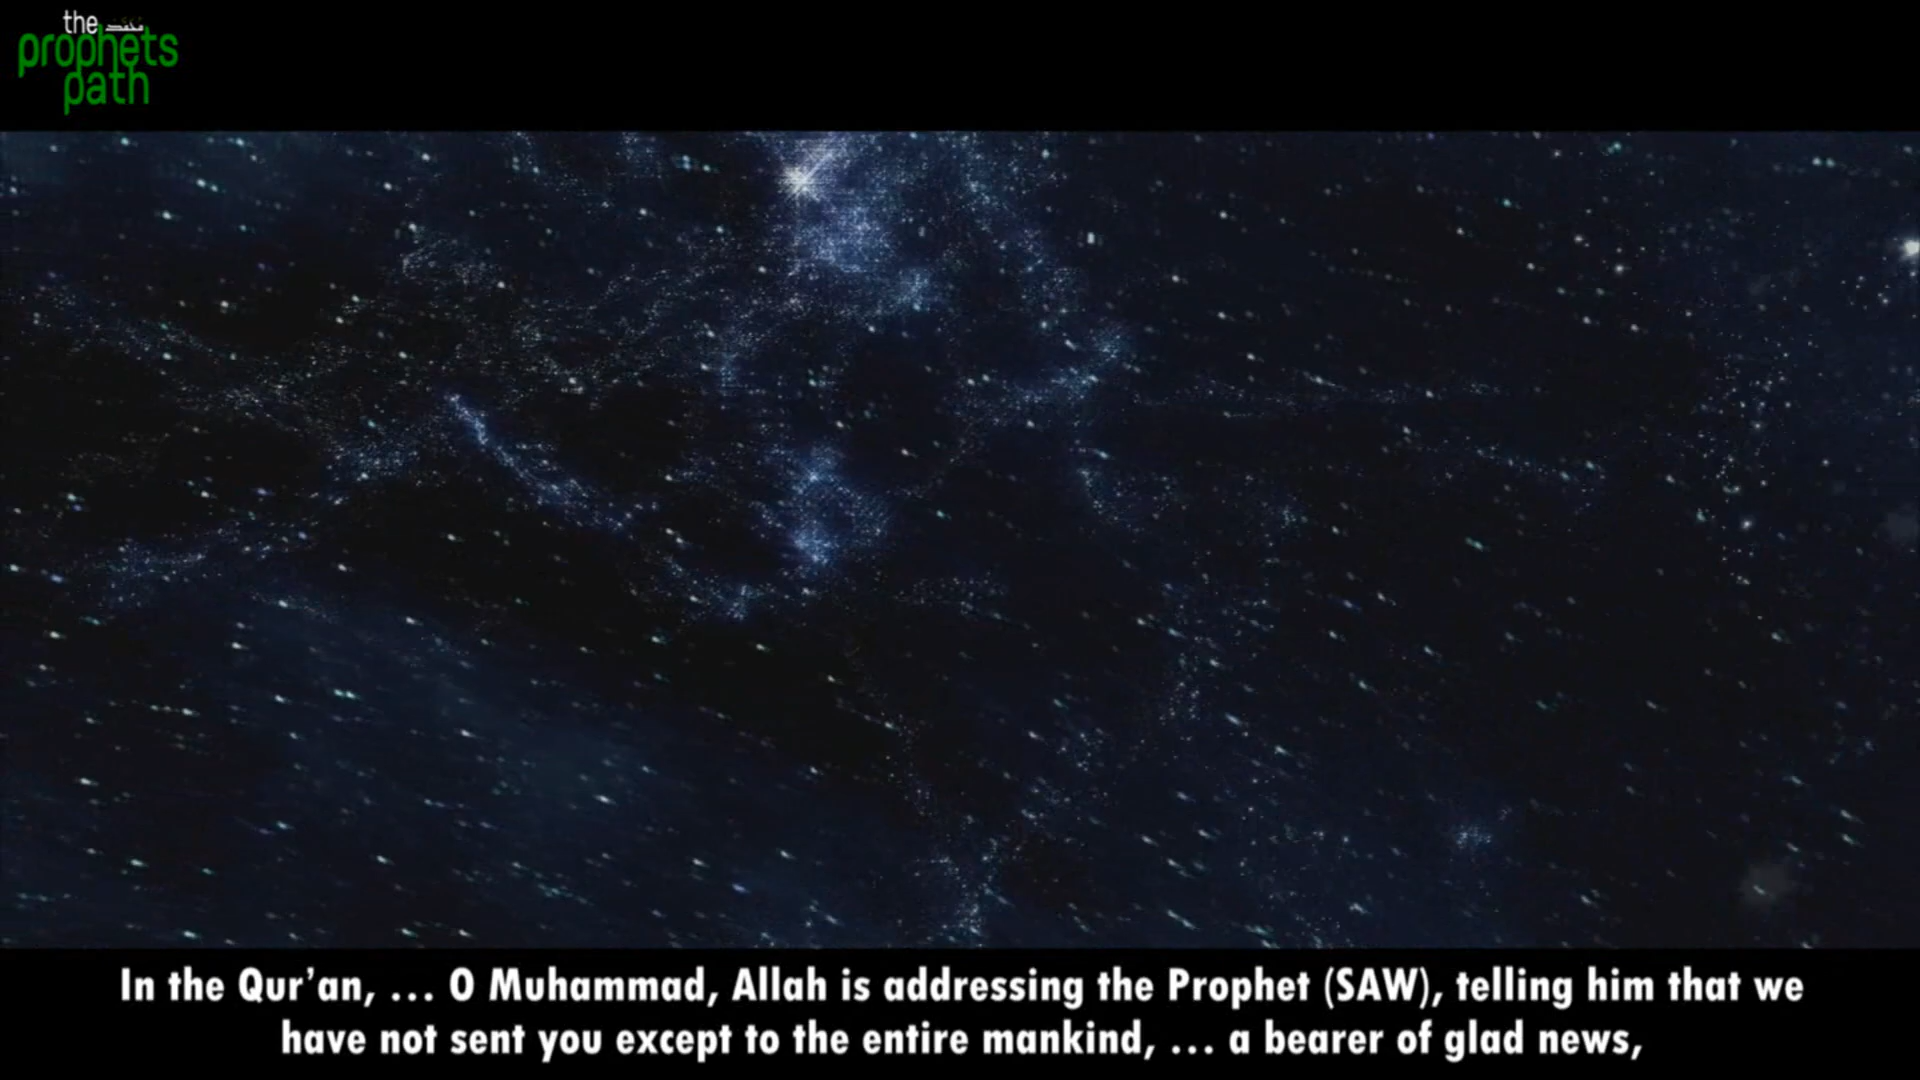 the محمد
prophets
path
In the Qur’an, ... O Muhammad, Allah is addressing the Prophet (SAW), telling him that we
have not sent you except to the entire mankind, ... a bearer of glad news,